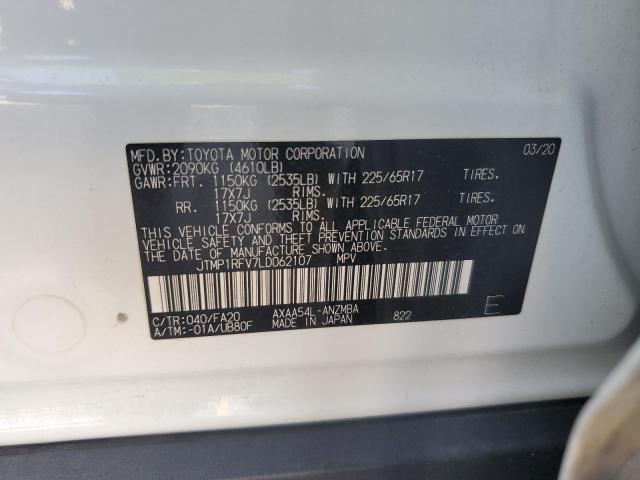 MFD.BY:TOYOTA MOTOR CORPORATION 03/20
GVWR:2090KG (4610LB)
GAWR:FRT. 1150KG (2535LB) WITH 225/65R17 TIRES.
17X7J RIMS.
RR. 1150KG (2535LB) WITH 225/65R17 TIRES.
17X7J RIMS.
THIS VEHICLE CONFORMS TO ALL APPLICABLE FEDERAL MOTOR
VEHICLE SAFETY AND THEFT PREVENTION STANDARDS IN EFFECT ON
THE DATE OF MANUFACTURE SHOWN ABOVE.
JTMP1RFV7LD062107 MPV
C/TR:040/FA20 AXAA54L-ANZMBA 822 E
A/TM:-01A/UB80F MADE IN JAPAN